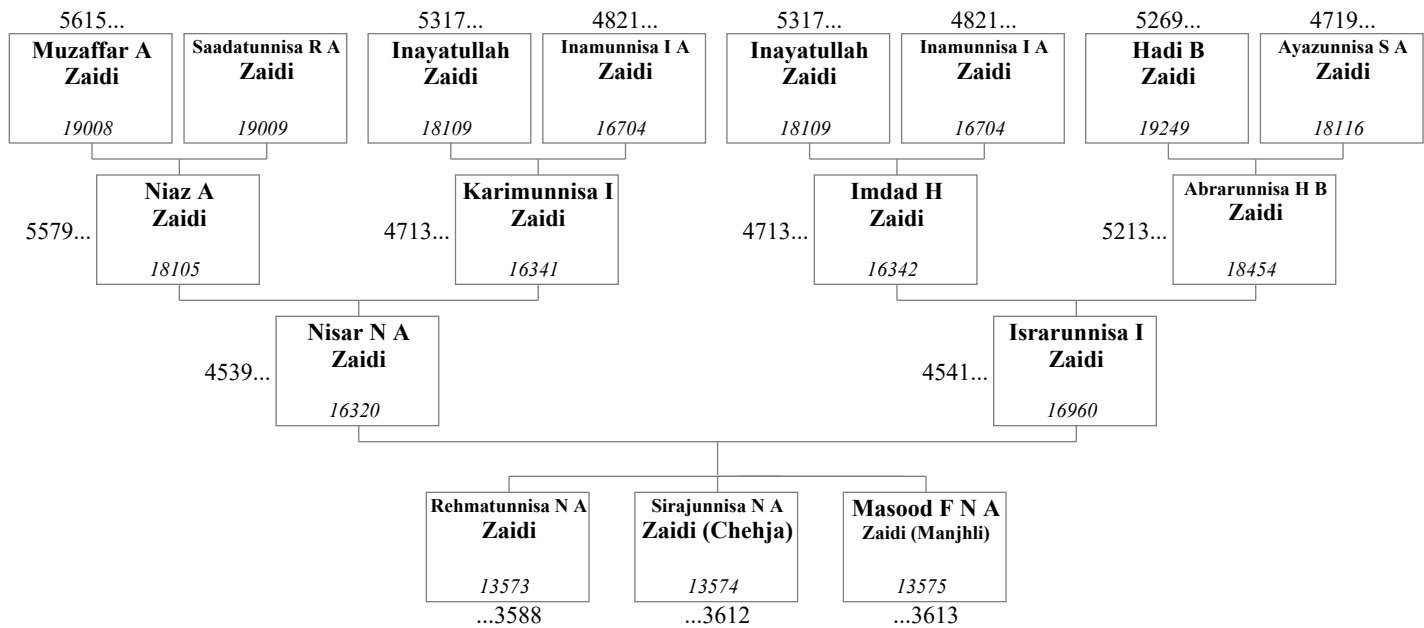 5615... 5317... 4821... 5317... 4821... 5269... 4719...
Muzaffar A
Zaidi
19008
Saadatunnisa R A
Zaidi
19009
Inayatullah
Zaidi
18109
Inamunnisa I A
Zaidi
16704
Inayatullah
Zaidi
18109
Inamunnisa I A
Zaidi
16704
Hadi B
Zaidi
19249
Ayazunnisa S A
Zaidi
18116
5579...
Niaz A
Zaidi
18105
4713...
Karimunnisa I
Zaidi
16341
4713...
Imdad H
Zaidi
16342
5213...
Abrarunnisa H B
Zaidi
18454
4539...
Nisar N A
Zaidi
16320
4541...
Israrunnisa I
Zaidi
16960
Rehmatunnisa N A
Zaidi
13573
...3588
Sirajunnisa N A
Zaidi (Chehja)
13574
...3612
Masood F N A
Zaidi (Manjhli)
13575
...3613